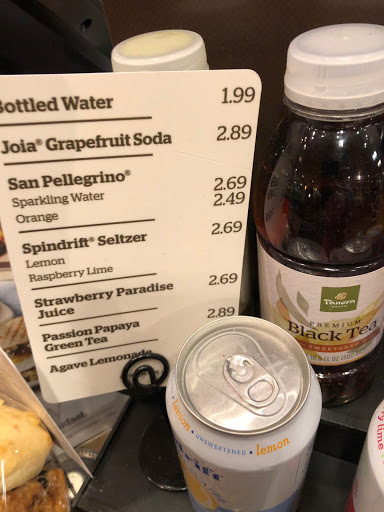 Bottled Water 1.99
Joia® Grapefruit Soda 2.89
San Pellegrino®
Sparkling Water 2.69
Orange 2.49
Spindrift® Seltzer 2.69
Lemon
Raspberry Lime
Strawberry Paradise 2.69
Juice
Passion Papaya 2.89
Green Tea
Agave Lemonade
Panera
PREMIUM
Black Tea
lemon • UNSWEETENED • lemon
drift
lime